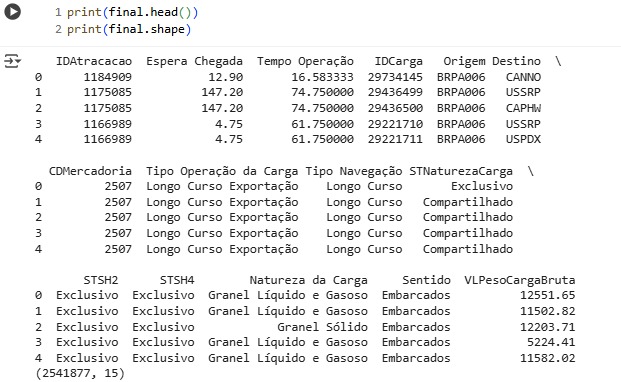 1 print(final.head())
2 print(final.shape)
IDAtracacao  Espera Chegada  Tempo Operação   IDCarga   Origem Destino  \
0      1184909           12.90       16.583333  29734145  BRPA006   CANNO
1      1175085          147.20       74.750000  29436499  BRPA006   USSRP
2      1175085          147.20       74.750000  29436500  BRPA006   CAPHW
3      1166989            4.75       61.750000  29221710  BRPA006   USSRP
4      1166989            4.75       61.750000  29221711  BRPA006   USPDX
CDMercadoria  Tipo Operação da Carga Tipo Navegação STNaturezaCarga  \
0         2507  Longo Curso Exportação    Longo Curso       Exclusivo
1         2507  Longo Curso Exportação    Longo Curso   Compartilhado
2         2507  Longo Curso Exportação    Longo Curso   Compartilhado
3         2507  Longo Curso Exportação    Longo Curso   Compartilhado
4         2507  Longo Curso Exportação    Longo Curso   Compartilhado
STSH2      STSH4        Natureza da Carga     Sentido  VLPesoCargaBruta
0  Exclusivo  Exclusivo  Granel Líquido e Gasoso  Embarcados          12551.65
1  Exclusivo  Exclusivo  Granel Líquido e Gasoso  Embarcados          11502.82
2  Exclusivo  Exclusivo            Granel Sólido  Embarcados          12203.71
3  Exclusivo  Exclusivo  Granel Líquido e Gasoso  Embarcados           5224.41
4  Exclusivo  Exclusivo  Granel Líquido e Gasoso  Embarcados          11582.02
(2541877, 15)